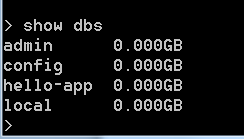 > show dbs
admin       0.000GB
config      0.000GB
hello-app   0.000GB
local       0.000GB
>